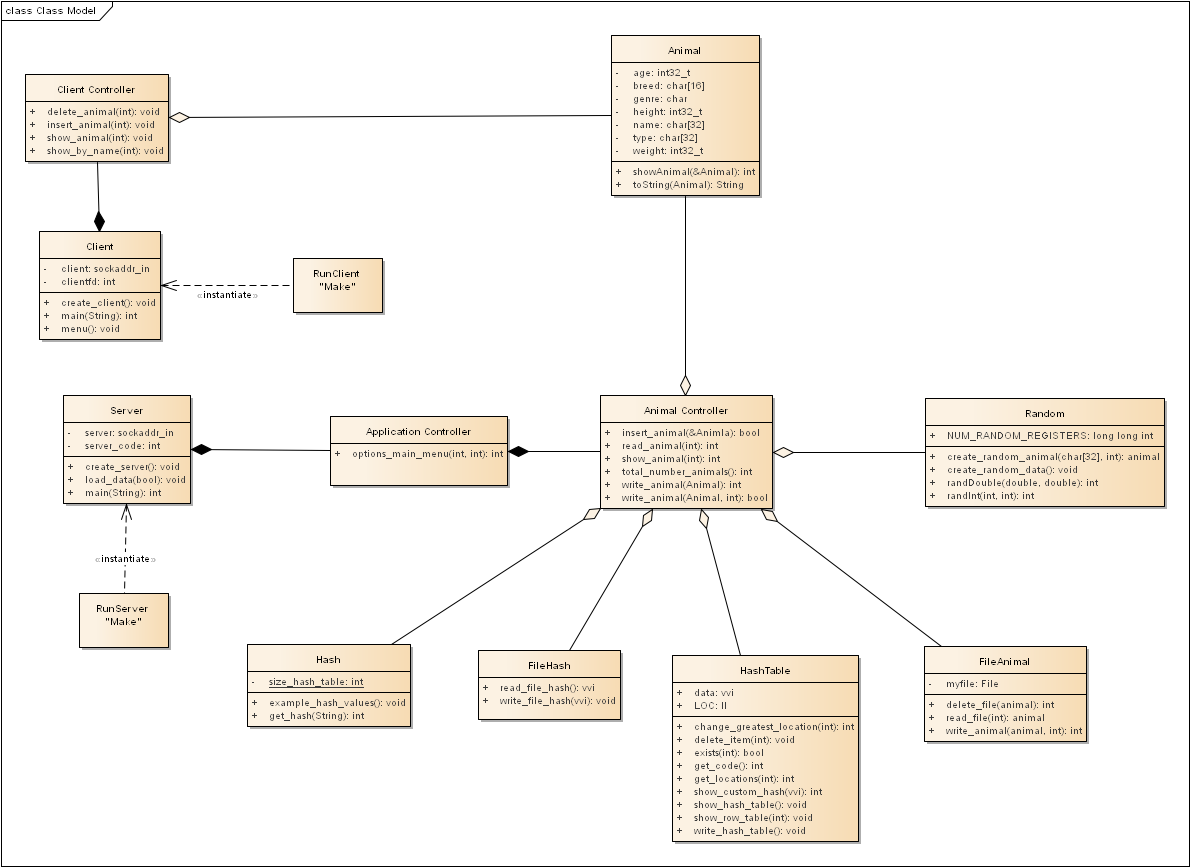 class Class Model
Animal
- age: int32_t
- breed: char[16]
- genre: char
- height: int32_t
- name: char[32]
- type: char[32]
- weight: int32_t
+ showAnimal(&Animal): int
+ toString(Animal): String
Client Controller
+ delete_animal(int): void
+ insert_animal(int): void
+ show_animal(int): void
+ show_by_name(int): void
Client
- client: sockaddr_in
- clientfd: int
+ create_client(): void
+ main(String): int
+ menu(): void
«instantiate»
RunClient
"Make"
Server
- server: sockaddr_in
- server_code: int
+ create_server(): void
+ load_data(bool): void
+ main(String): int
Application Controller
+ options_main_menu(int, int): int
Animal Controller
+ insert_animal(&Animla): bool
+ read_animal(int): int
+ show_animal(int): int
+ total_number_animals(): int
+ write_animal(Animal): int
+ write_animal(Animal, int): bool
Random
+ NUM_RANDOM_REGISTERS: long long int
+ create_random_animal(char[32], int): animal
+ create_random_data(): void
+ randDouble(double, double): int
+ randInt(int, int): int
«instantiate»
RunServer
"Make"
Hash
- size_hash_table: int
+ example_hash_values(): void
+ get_hash(String): int
FileHash
+ read_file_hash(): vvi
+ write_file_hash(vvi): void
HashTable
+ data: vvi
+ LOC: ll
+ change_greatest_location(int): int
+ delete_item(int): void
+ exists(int): bool
+ get_code(): int
+ get_locations(int): int
+ show_custom_hash(vvi): int
+ show_hash_table(): void
+ show_row_table(int): void
+ write_hash_table(): void
FileAnimal
- myfile: File
+ delete_file(animal): int
+ read_file(int): animal
+ write_animal(animal, int): int